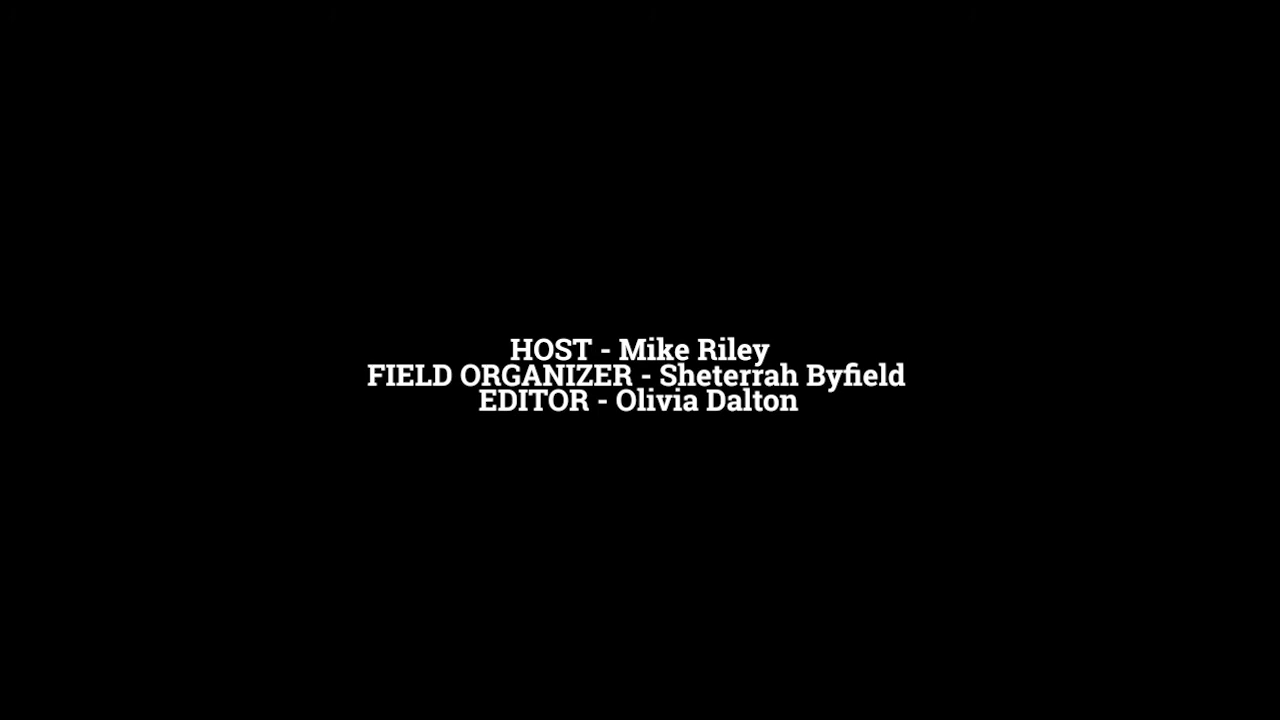 HOST - Mike Riley
FIELD ORGANIZER - Sheterrah Byfield
EDITOR - Olivia Dalton